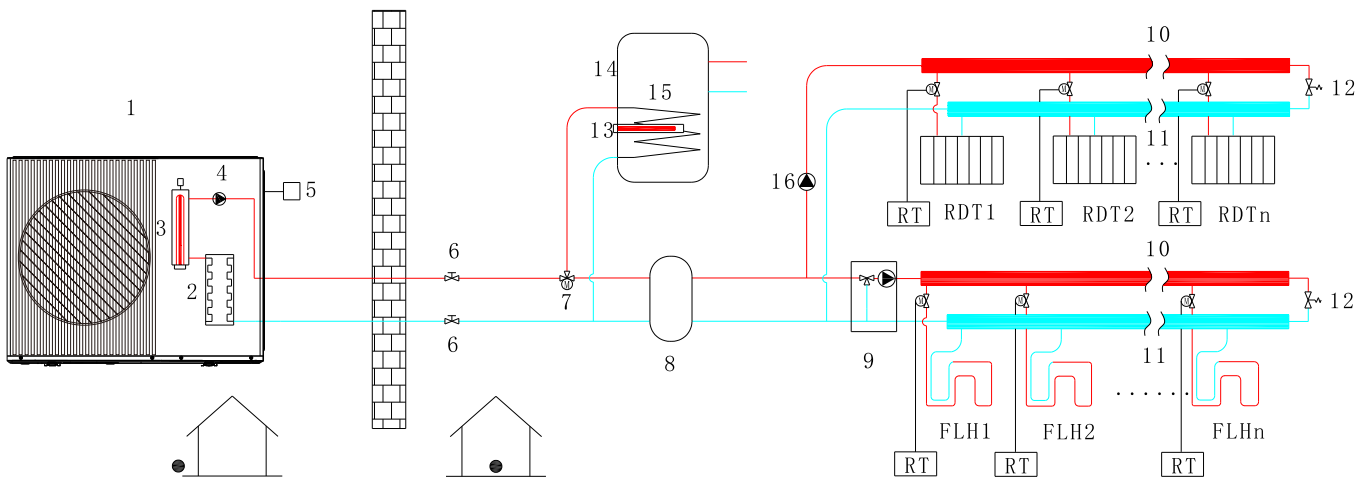 1
2
3
4
5
6
6
7
8
9
10
11
12
RDT1
RDT2
RDTn
RT
RT
RT
· · ·
13
14
15
16
10
11
12
M
M
M
M
M
M
M
FLH1
FLH2
FLHn
RT
RT
RT
· · · · · ·